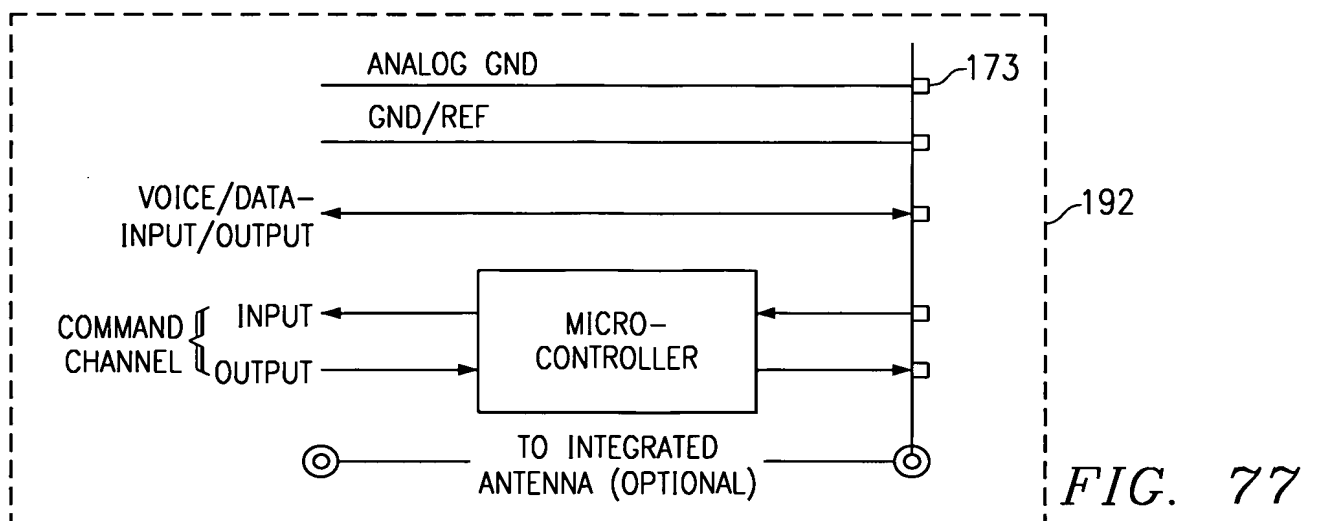 ANALOG GND
173
GND/REF
VOICE/DATA-
INPUT/OUTPUT
192
COMMAND
CHANNEL
INPUT
OUTPUT
MICRO-
CONTROLLER
TO INTEGRATED
ANTENNA (OPTIONAL)
FIG. 77